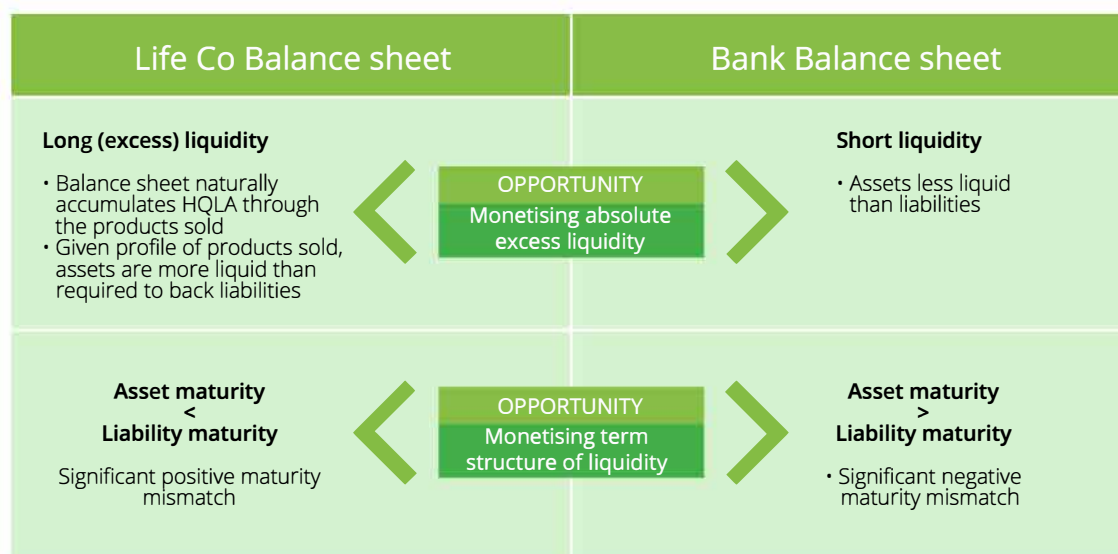 Life Co Balance sheet
Bank Balance sheet
Long (excess) liquidity
• Balance sheet naturally
accumulates HQLA through
the products sold
• Given profile of products sold,
assets are more liquid than
required to back liabilities
OPPORTUNITY
Monetising absolute
excess liquidity
Short liquidity
• Assets less liquid
than liabilities
Asset maturity
<
Liability maturity
Significant positive maturity
mismatch
OPPORTUNITY
Monetising term
structure of liquidity
Asset maturity
>
Liability maturity
• Significant negative
maturity mismatch